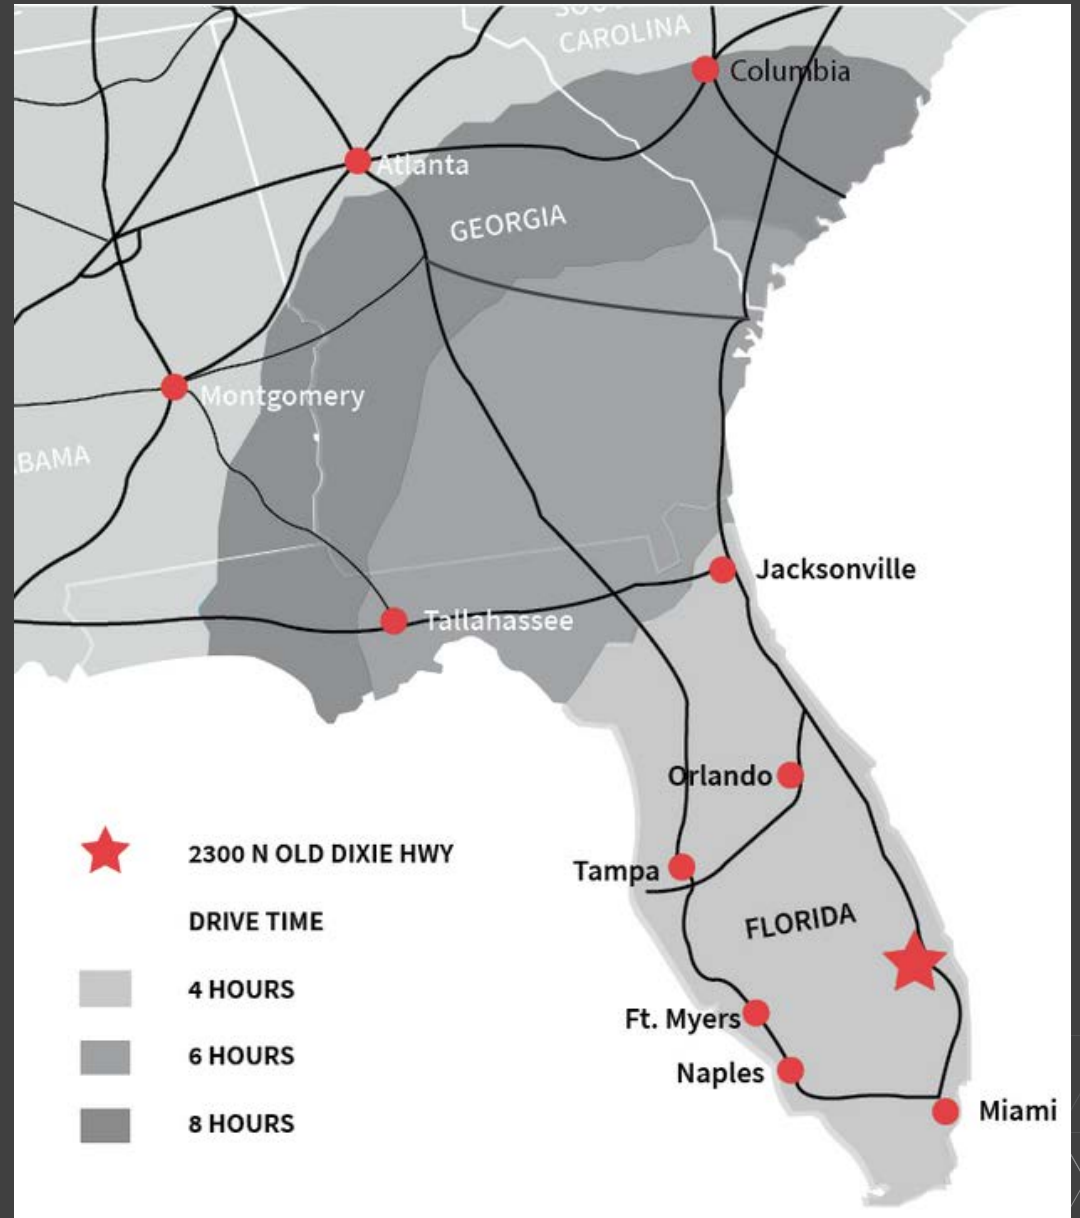 CAROLINA
Columbia
Atlanta
GEORGIA
Montgomery
BAMA
Jacksonville
Tallahassee
Orlando
2300 N OLD DIXIE HWY
Tampa
DRIVE TIME
FLORIDA
4 HOURS
Ft. Myers
6 HOURS
Naples
8 HOURS
Miami